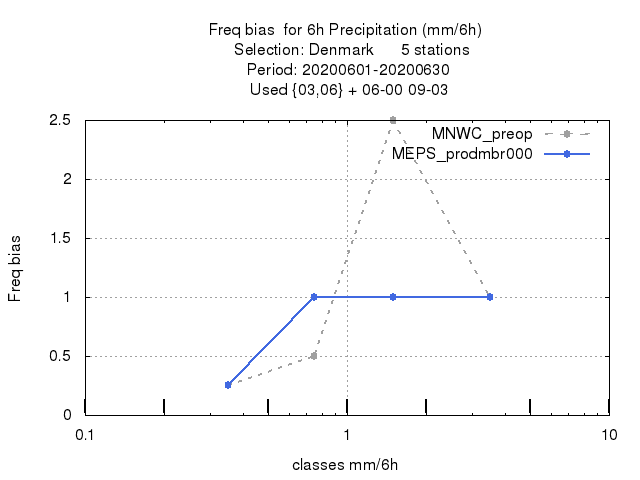 Freq bias  for 6h Precipitation (mm/6h)
Selection: Denmark      5 stations
Period: 20200601-20200630
Used {03,06} + 06-00 09-03
MNWC_preop
MEPS_prodmbr000
2.5
2
1.5
1
0.5
0
Freq bias
0.1
1
10
classes mm/6h